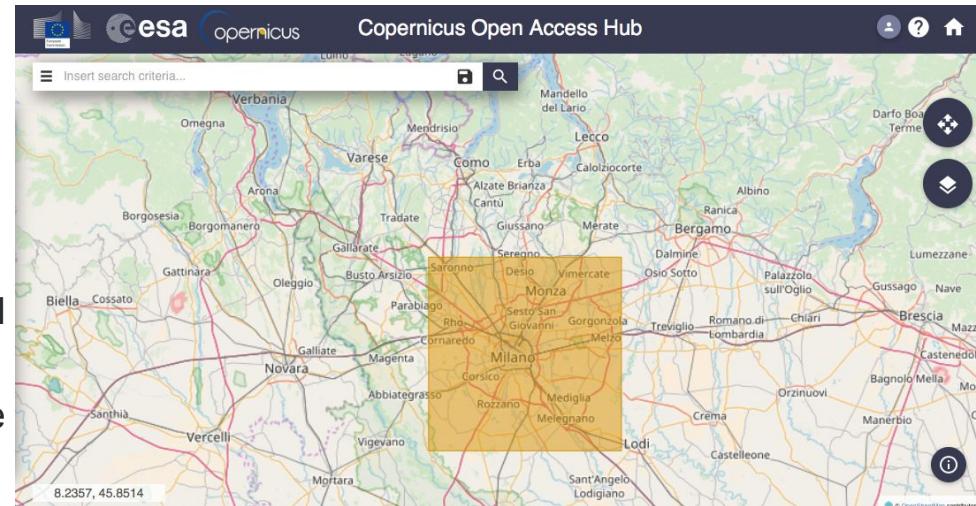 esa
opernicus
Copernicus Open Access Hub
Insert search criteria...
Verbania
Mandello
del Lario
Omegna
Mendrisio
Lecco
Darfo Boa
Terme
Varese
Como
Erba
Calolziocorte
Arona
Alzate Brianza
Albino
Cantù
Borgosesia
Borgomanero
Tradate
Giussano
Merate
Ranica
Bergamo
Gallarate
Seregno
Dalmine
Lumezzane
Gattinara
Saronno
Desio
Vimercate
Osio Sotto
Palazzolo
sull'Oglio
Oleggio
Busto Arsizio
Monza
Gussago
Nave
Biella
Cossato
Parabiago
Sesto San
Giovanni
Rho
Gorgonzola
Treviglio
Romano di
Lombardia
Chiari
Brescia
Mazz
Cornaredo
Melzo
Galliate
Magenta
Milano
Castenedol
Novara
Corsico
Bagnolo Mella
Mo
Abbiategrasso
Rozzano
Mediglia
Orzinuovi
Santhià
Melegnano
Crema
Manerbio
Vercelli
Vigevano
Lodi
Castelleone
Mortara
Sant'Angelo
Lodigiano
8.2357, 45.8514
© OpenStreetMap contributor